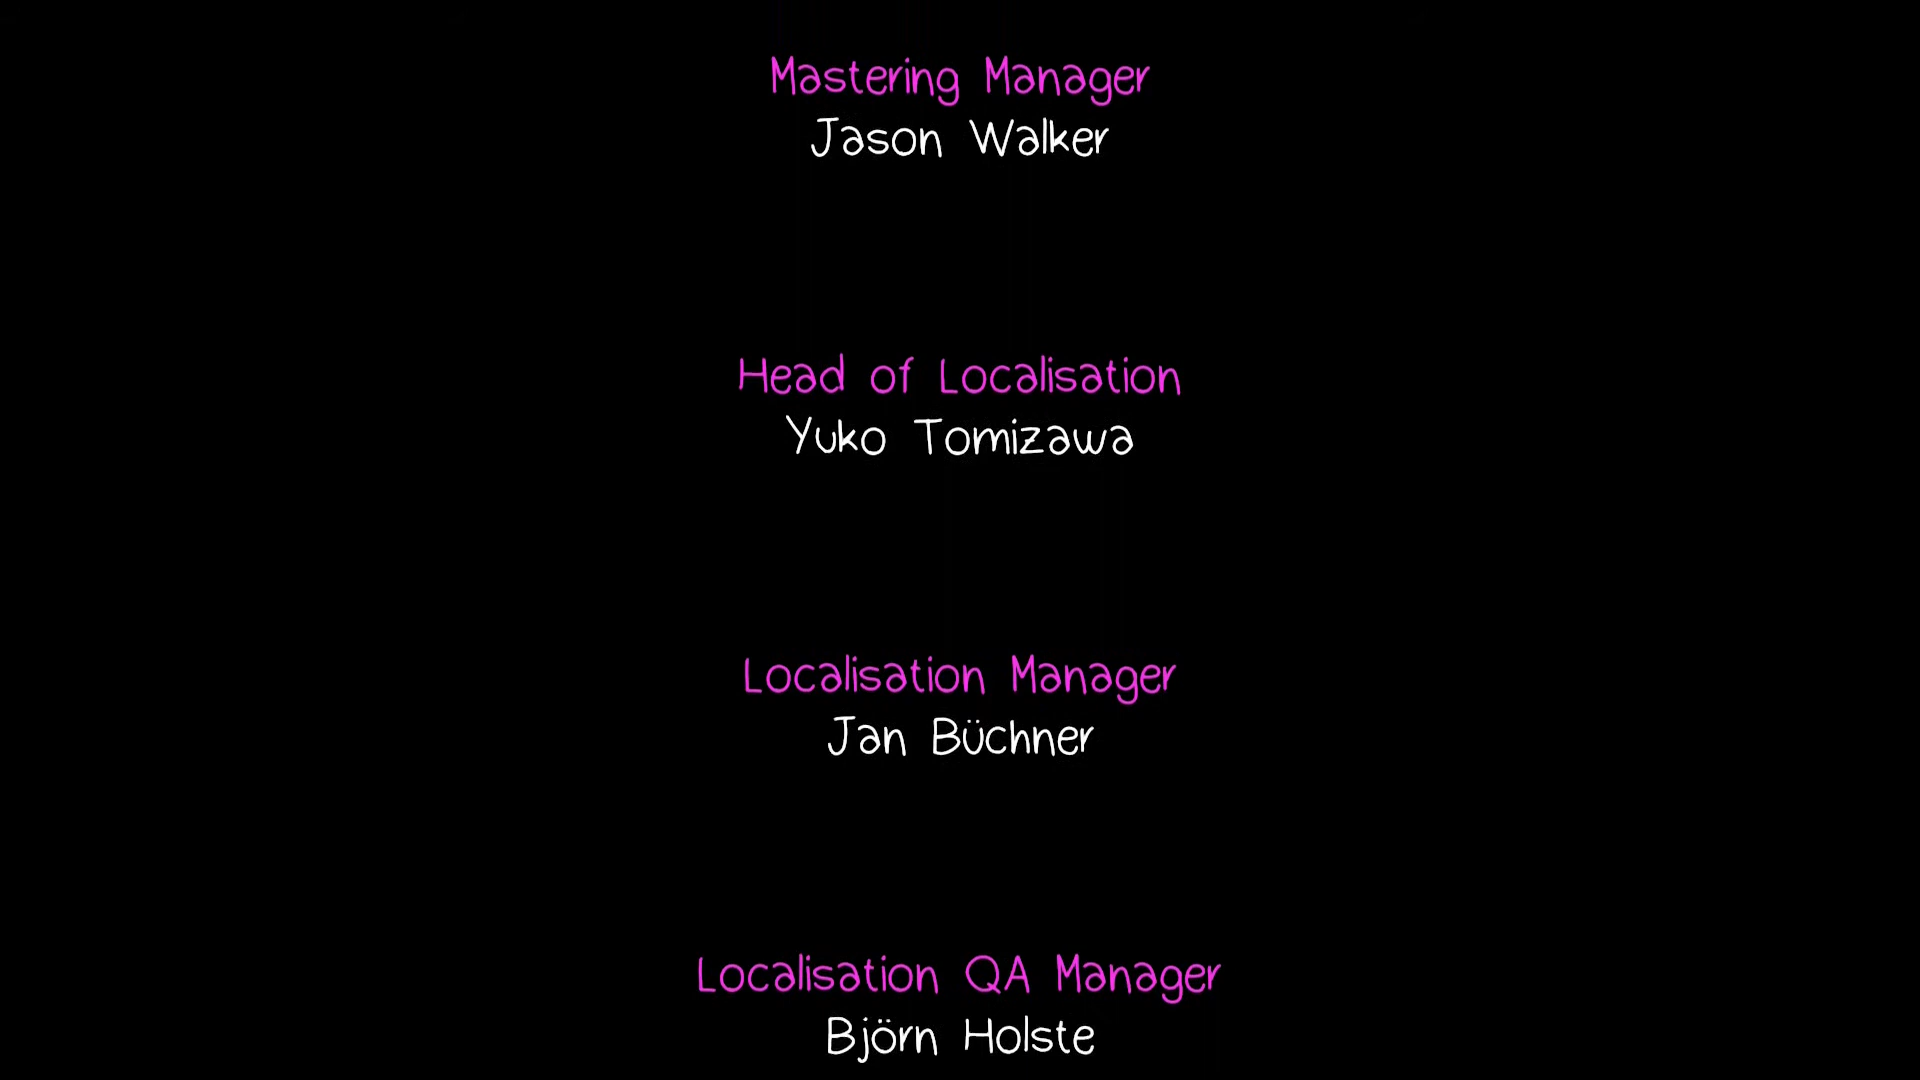 Mastering Manager
Jason Walker
Head of Localisation
Yuko Tomizawa
Localisation Manager
Jan Büchner
Localisation QA Manager
Björn Holste